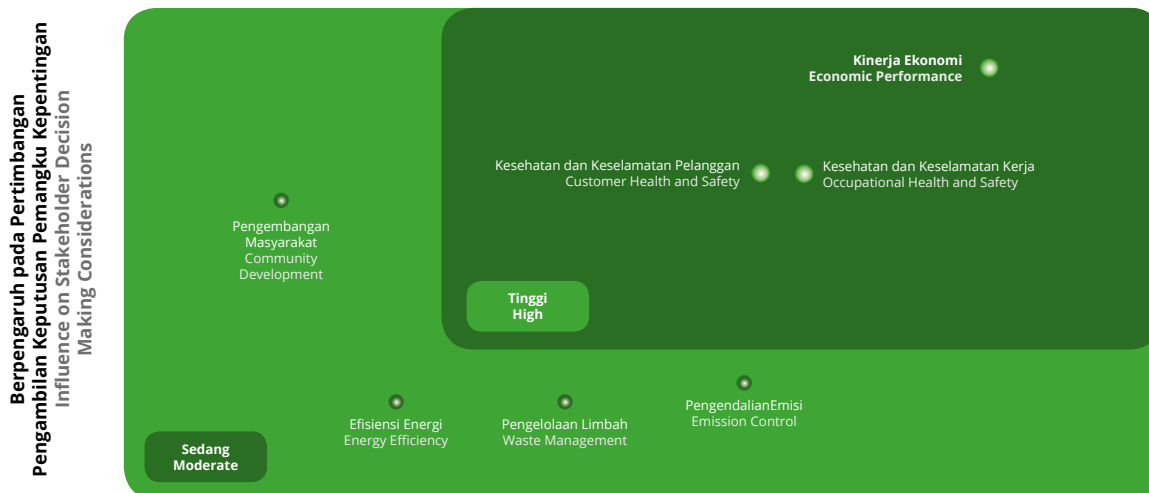 Berpengaruh pada Pertimbangan
Pengambilan Keputusan Pemangku Kepentingan
Influence on Stakeholder Decision
Making Considerations
Kinerja Ekonomi
Economic Performance
Kesehatan dan Keselamatan Pelanggan
Customer Health and Safety
Kesehatan dan Keselamatan Kerja
Occupational Health and Safety
Pengembangan
Masyarakat
Community
Development
Tinggi
High
PengendalianEmisi
Emission Control
Efisiensi Energi
Energy Efficiency
Pengelolaan Limbah
Waste Management
Sedang
Moderate